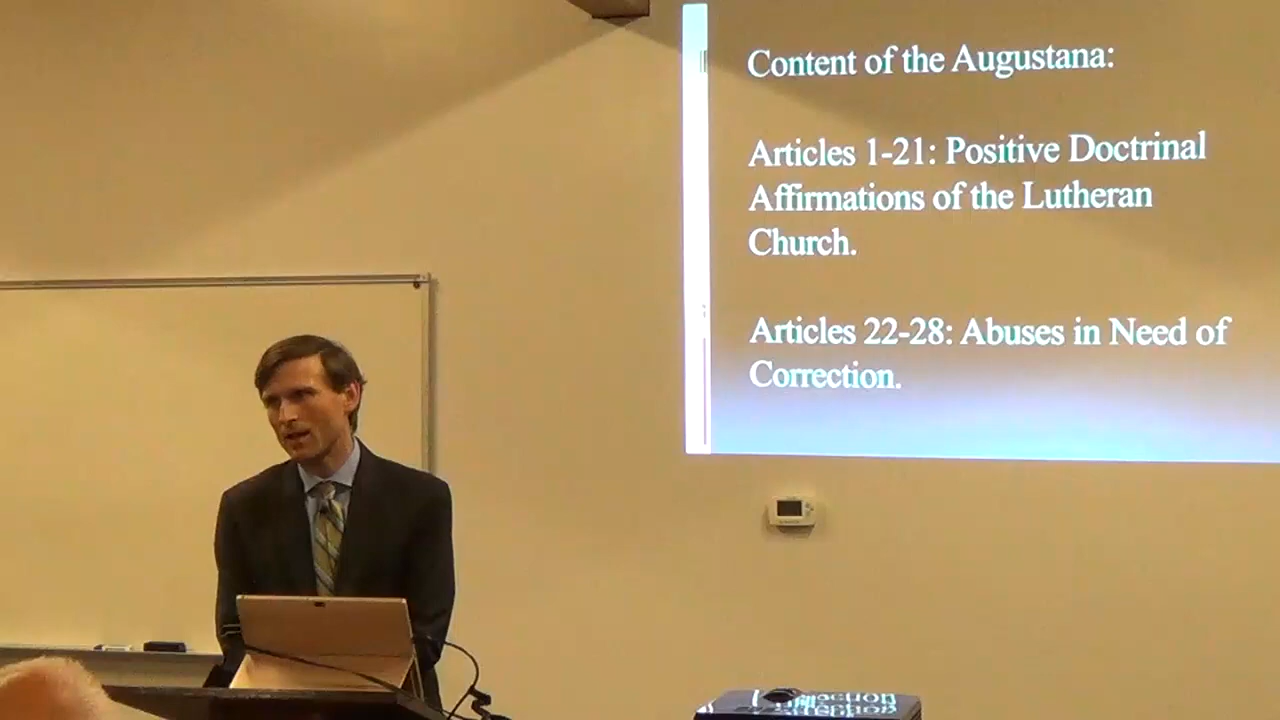 Content of the Augustana:
Articles 1-21: Positive Doctrinal
Affirmations of the Lutheran
Church.
Articles 22-28: Abuses in Need of
Correction.